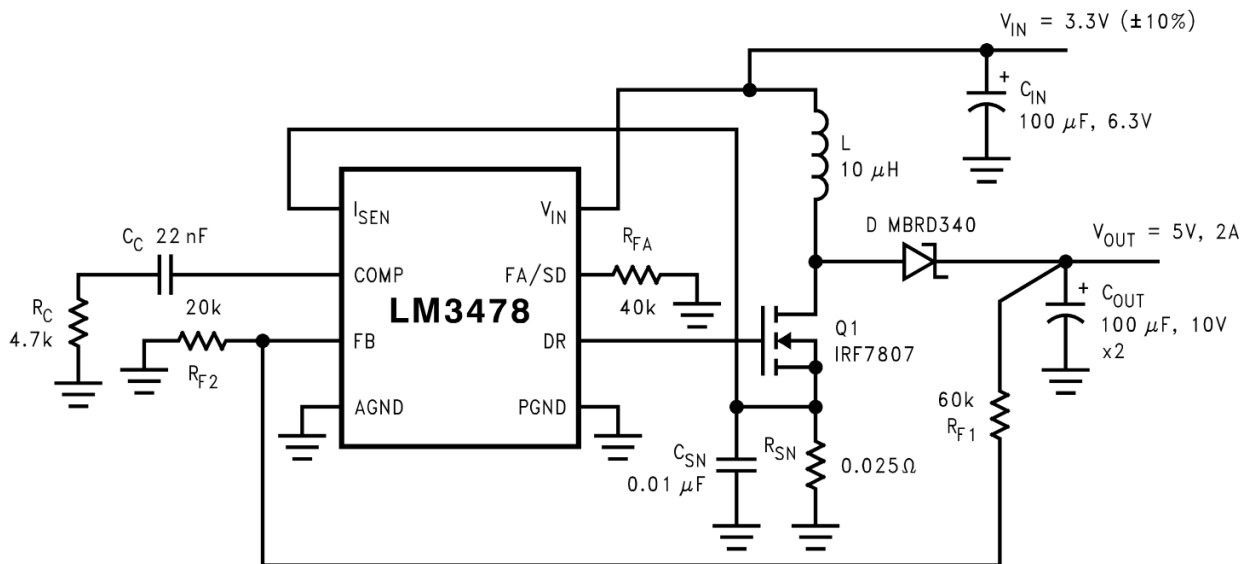 V_IN = 3.3V (±10%)
+
C_IN
100 μF, 6.3V
L
10 μH
I_SEN
V_IN
D MBRD340
V_OUT = 5V, 2A
C_C 22 nF
R_FA
COMP
FA/SD
40k
+
C_OUT
100 μF, 10V
x2
R_C
4.7k
20k
LM3478
FB
DR
Q1
IRF7807
R_F2
60k
R_F1
AGND
PGND
C_SN
0.01 μF
R_SN
0.025Ω